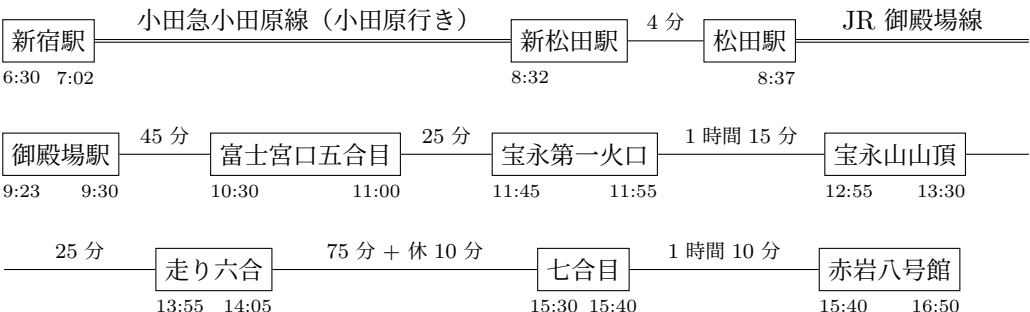 小田急小田原線（小田原行き） 4 分 JR 御殿場線
新宿駅 新松田駅 松田駅
6:30 7:02 8:32 8:37
45 分 25 分 1 時間 15 分
御殿場駅 富士宮口五合目 宝永第一火口 宝永山山頂
9:23 9:30 10:30 11:00 11:45 11:55 12:55 13:30
25 分 75 分 + 休 10 分 1 時間 10 分
走り六合 七合目 赤岩八号館
13:55 14:05 15:30 15:40 15:40 16:50